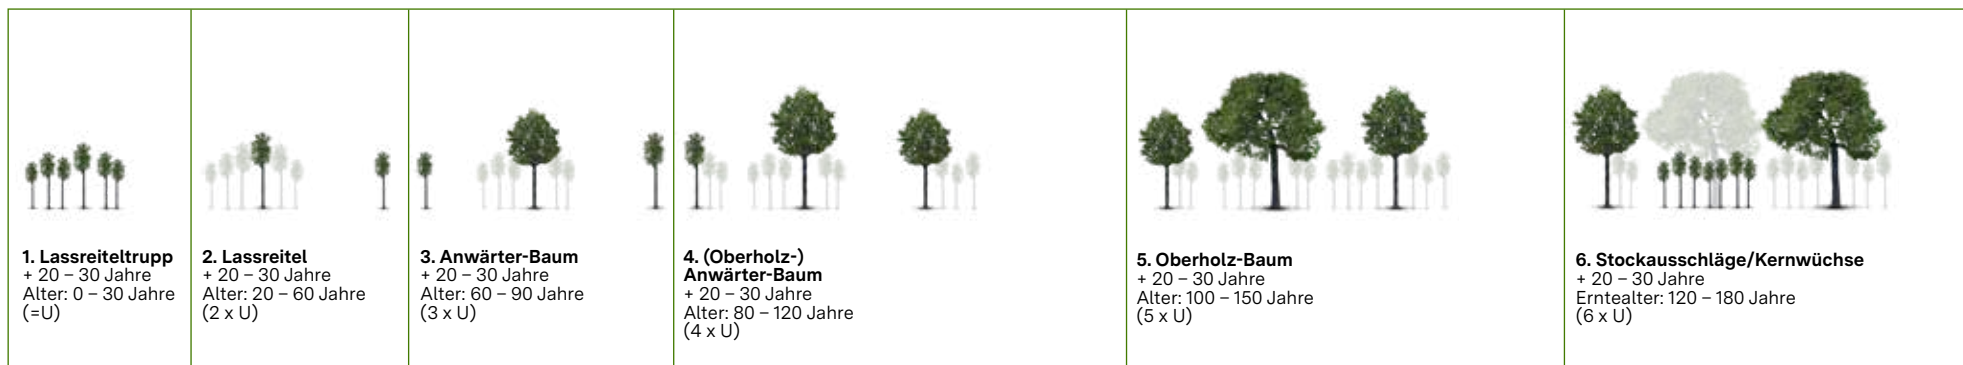 1. Lassreiteltrupp
+ 20 – 30 Jahre
Alter: 0 – 30 Jahre
(=U)
2. Lassreitel
+ 20 – 30 Jahre
Alter: 20 – 60 Jahre
(2 x U)
3. Anwärter-Baum
+ 20 – 30 Jahre
Alter: 60 – 90 Jahre
(3 x U)
4. (Oberholz-)
Anwärter-Baum
+ 20 – 30 Jahre
Alter: 80 – 120 Jahre
(4 x U)
5. Oberholz-Baum
+ 20 – 30 Jahre
Alter: 100 – 150 Jahre
(5 x U)
6. Stockausschläge/Kernwüchse
+ 20 – 30 Jahre
Erntealter: 120 – 180 Jahre
(6 x U)